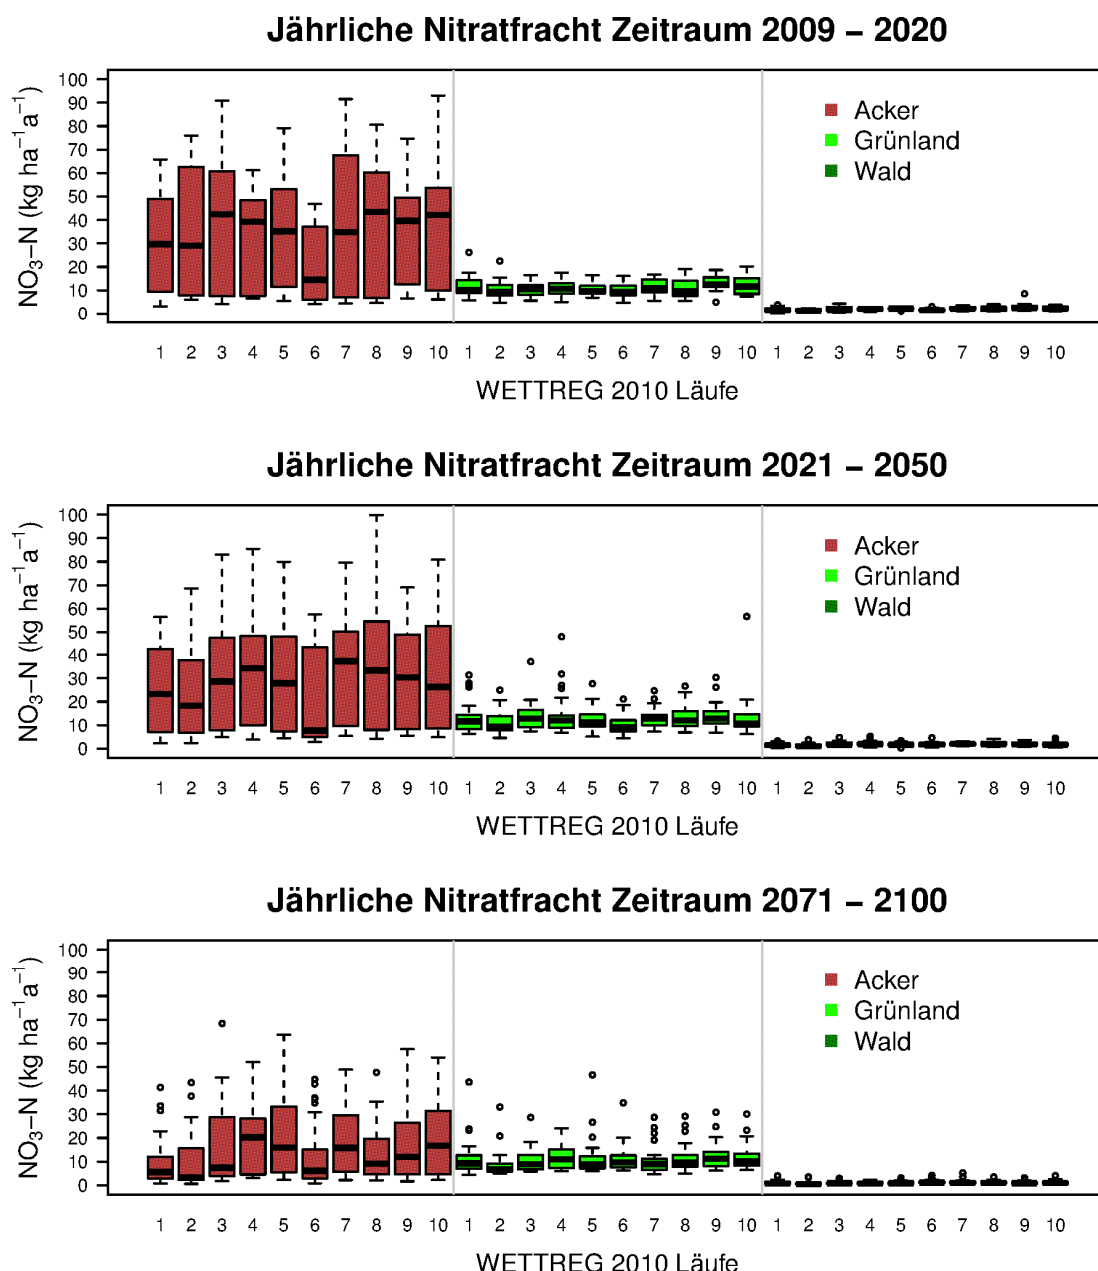 Jährliche Nitratfracht Zeitraum 2009 – 2020
NO₃–N (kg ha⁻¹a⁻¹)
100
90
80
70
60
50
40
30
20
10
0
Acker
Grünland
Wald
1 2 3 4 5 6 7 8 9 10 1 2 3 4 5 6 7 8 9 10 1 2 3 4 5 6 7 8 9 10
WETTREG 2010 Läufe
Jährliche Nitratfracht Zeitraum 2021 – 2050
NO₃–N (kg ha⁻¹a⁻¹)
100
90
80
70
60
50
40
30
20
10
0
Acker
Grünland
Wald
1 2 3 4 5 6 7 8 9 10 1 2 3 4 5 6 7 8 9 10 1 2 3 4 5 6 7 8 9 10
WETTREG 2010 Läufe
Jährliche Nitratfracht Zeitraum 2071 – 2100
NO₃–N (kg ha⁻¹a⁻¹)
100
90
80
70
60
50
40
30
20
10
0
Acker
Grünland
Wald
1 2 3 4 5 6 7 8 9 10 1 2 3 4 5 6 7 8 9 10 1 2 3 4 5 6 7 8 9 10
WETTREG 2010 Läufe